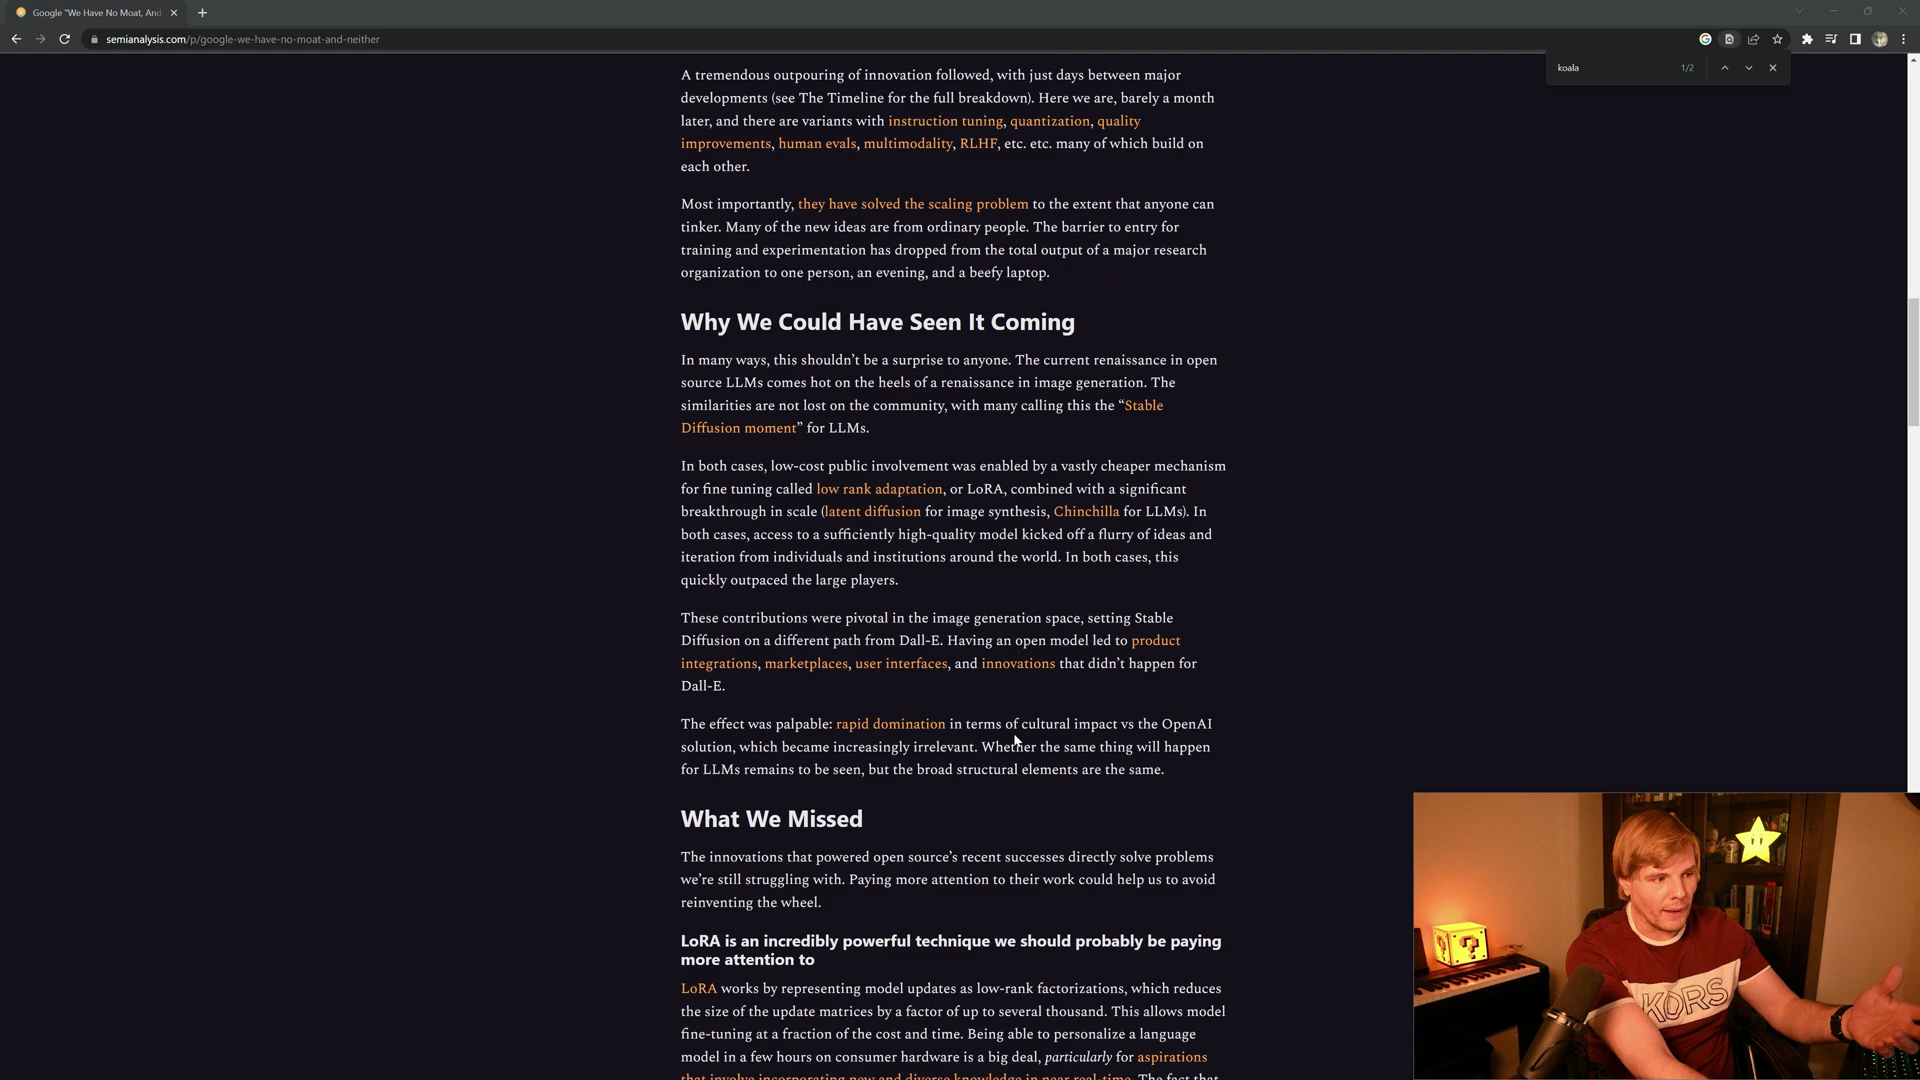 Google "We Have No Moat, And
semianalysis.com/p/google-we-have-no-moat-and-neither
koala
1/2
A tremendous outpouring of innovation followed, with just days between major
developments (see The Timeline for the full breakdown). Here we are, barely a month
later, and there are variants with instruction tuning, quantization, quality
improvements, human evals, multimodality, RLHF, etc. etc. many of which build on
each other.
Most importantly, they have solved the scaling problem to the extent that anyone can
tinker. Many of the new ideas are from ordinary people. The barrier to entry for
training and experimentation has dropped from the total output of a major research
organization to one person, an evening, and a beefy laptop.
Why We Could Have Seen It Coming
In many ways, this shouldn’t be a surprise to anyone. The current renaissance in open
source LLMs comes hot on the heels of a renaissance in image generation. The
similarities are not lost on the community, with many calling this the “Stable
Diffusion moment” for LLMs.
In both cases, low-cost public involvement was enabled by a vastly cheaper mechanism
for fine tuning called low rank adaptation, or LoRA, combined with a significant
breakthrough in scale (latent diffusion for image synthesis, Chinchilla for LLMs). In
both cases, access to a sufficiently high-quality model kicked off a flurry of ideas and
iteration from individuals and institutions around the world. In both cases, this
quickly outpaced the large players.
These contributions were pivotal in the image generation space, setting Stable
Diffusion on a different path from Dall-E. Having an open model led to product
integrations, marketplaces, user interfaces, and innovations that didn’t happen for
Dall-E.
The effect was palpable: rapid domination in terms of cultural impact vs the OpenAI
solution, which became increasingly irrelevant. Whether the same thing will happen
for LLMs remains to be seen, but the broad structural elements are the same.
What We Missed
The innovations that powered open source’s recent successes directly solve problems
we’re still struggling with. Paying more attention to their work could help us to avoid
reinventing the wheel.
LoRA is an incredibly powerful technique we should probably be paying
more attention to
LoRA works by representing model updates as low-rank factorizations, which reduces
the size of the update matrices by a factor of up to several thousand. This allows model
fine-tuning at a fraction of the cost and time. Being able to personalize a language
model in a few hours on consumer hardware is a big deal, particularly for aspirations
that involve incorporating new and diverse knowledge in near real-time. The fact that
KORS